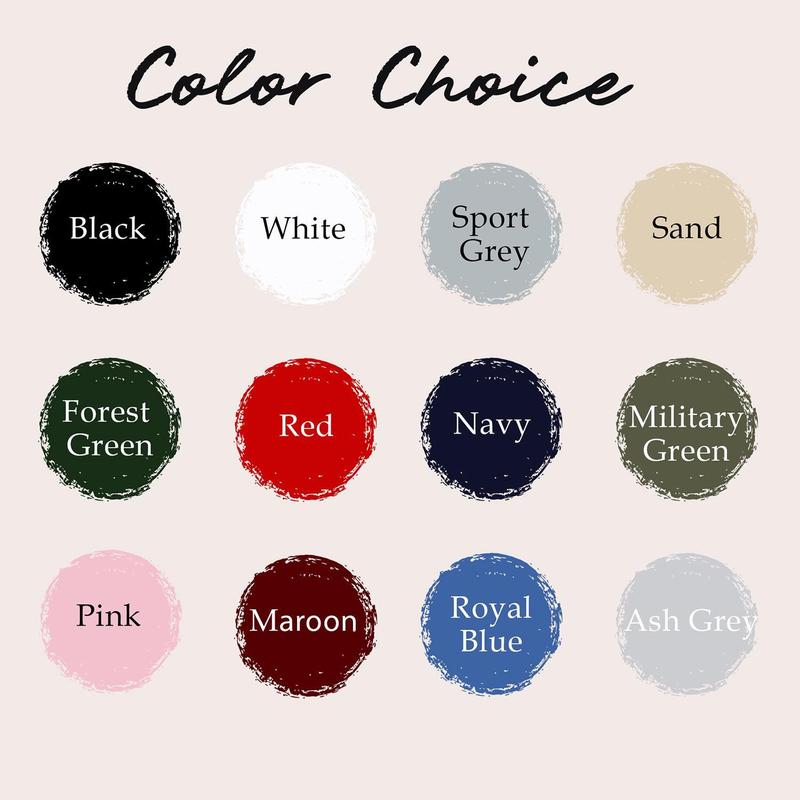 Color Choice
Black
White
Sport
Grey
Sand
Forest
Green
Red
Navy
Military
Green
Pink
Maroon
Royal
Blue
Ash Grey